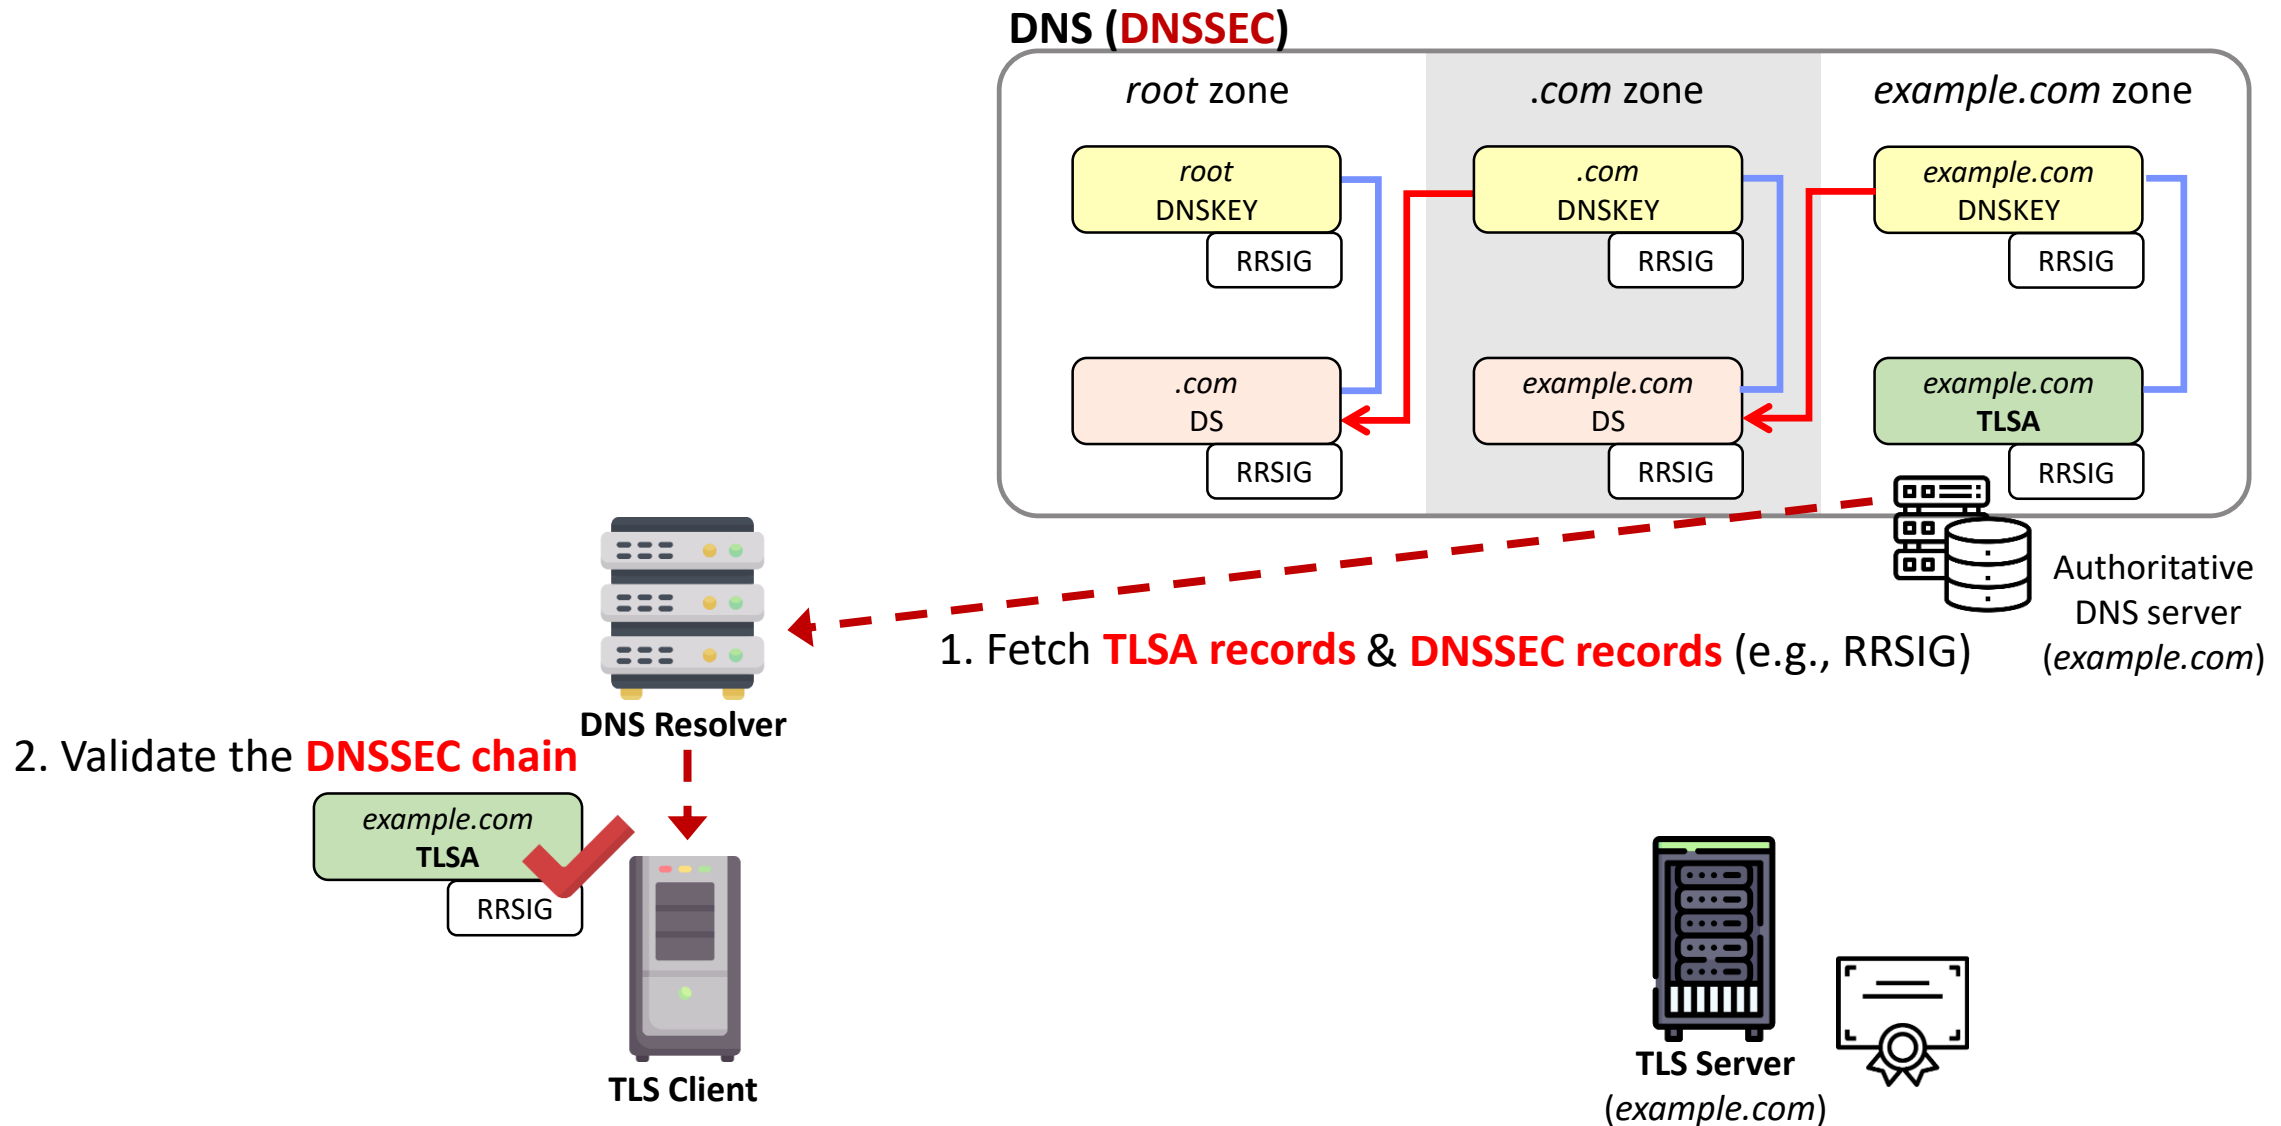 DNS (DNSSEC)
root zone
.com zone
example.com zone
root
DNSKEY
RRSIG
.com
DNSKEY
RRSIG
example.com
DNSKEY
RRSIG
.com
DS
RRSIG
example.com
DS
RRSIG
example.com
TLSA
RRSIG
Authoritative
DNS server
(example.com)
1. Fetch TLSA records & DNSSEC records (e.g., RRSIG)
DNS Resolver
2. Validate the DNSSEC chain
example.com
TLSA
RRSIG
TLS Client
TLS Server
(example.com)